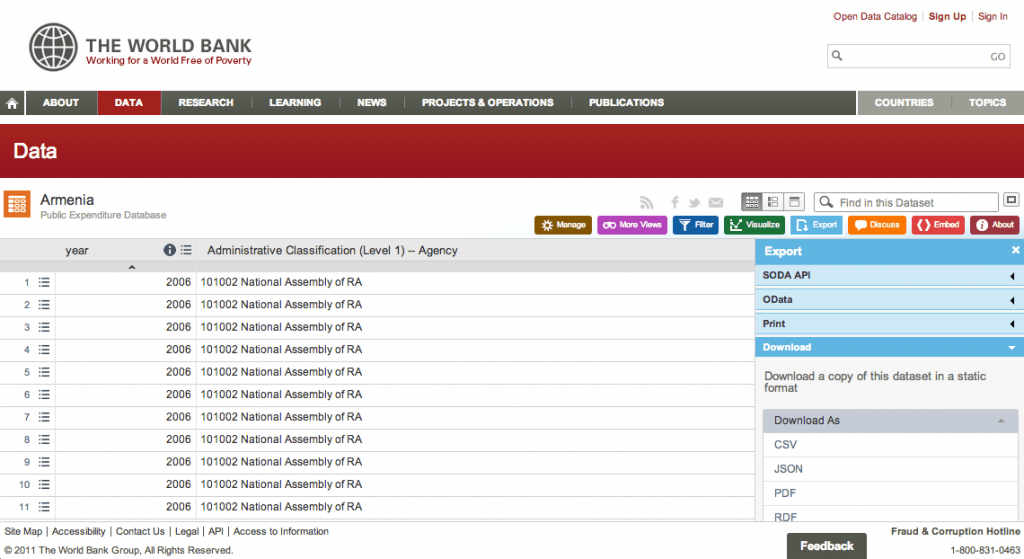 Open Data Catalog | Sign Up | Sign In
THE WORLD BANK
Working for a World Free of Poverty
GO
ABOUT DATA RESEARCH LEARNING NEWS PROJECTS & OPERATIONS PUBLICATIONS COUNTRIES TOPICS
Data
Armenia
Public Expenditure Database
Find in this Dataset
Manage More Views Filter Visualize Export Discuss Embed About
year Administrative Classification (Level 1) -- Agency
1 2006 101002 National Assembly of RA
2 2006 101002 National Assembly of RA
3 2006 101002 National Assembly of RA
4 2006 101002 National Assembly of RA
5 2006 101002 National Assembly of RA
6 2006 101002 National Assembly of RA
7 2006 101002 National Assembly of RA
8 2006 101002 National Assembly of RA
9 2006 101002 National Assembly of RA
10 2006 101002 National Assembly of RA
11 2006 101002 National Assembly of RA
Export
SODA API
OData
Print
Download
Download a copy of this dataset in a static
format
Download As
CSV
JSON
PDF
RDF
Site Map | Accessibility | Contact Us | Legal | API | Access to Information
© 2011 The World Bank Group, All Rights Reserved.
Feedback
Fraud & Corruption Hotline
1-800-831-0463